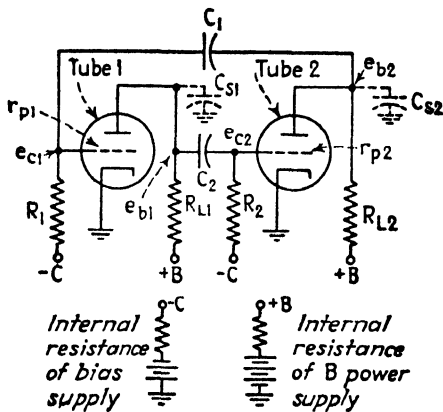 C1
Tube 1
Tube 2
eb2
CS1
CS2
rp1
ec1
ec2
rp2
eb1
C2
R1
RL1
R2
RL2
-C
+B
-C
+B
-C
+B
Internal
resistance
of bias
supply
Internal
resistance
of B power
supply